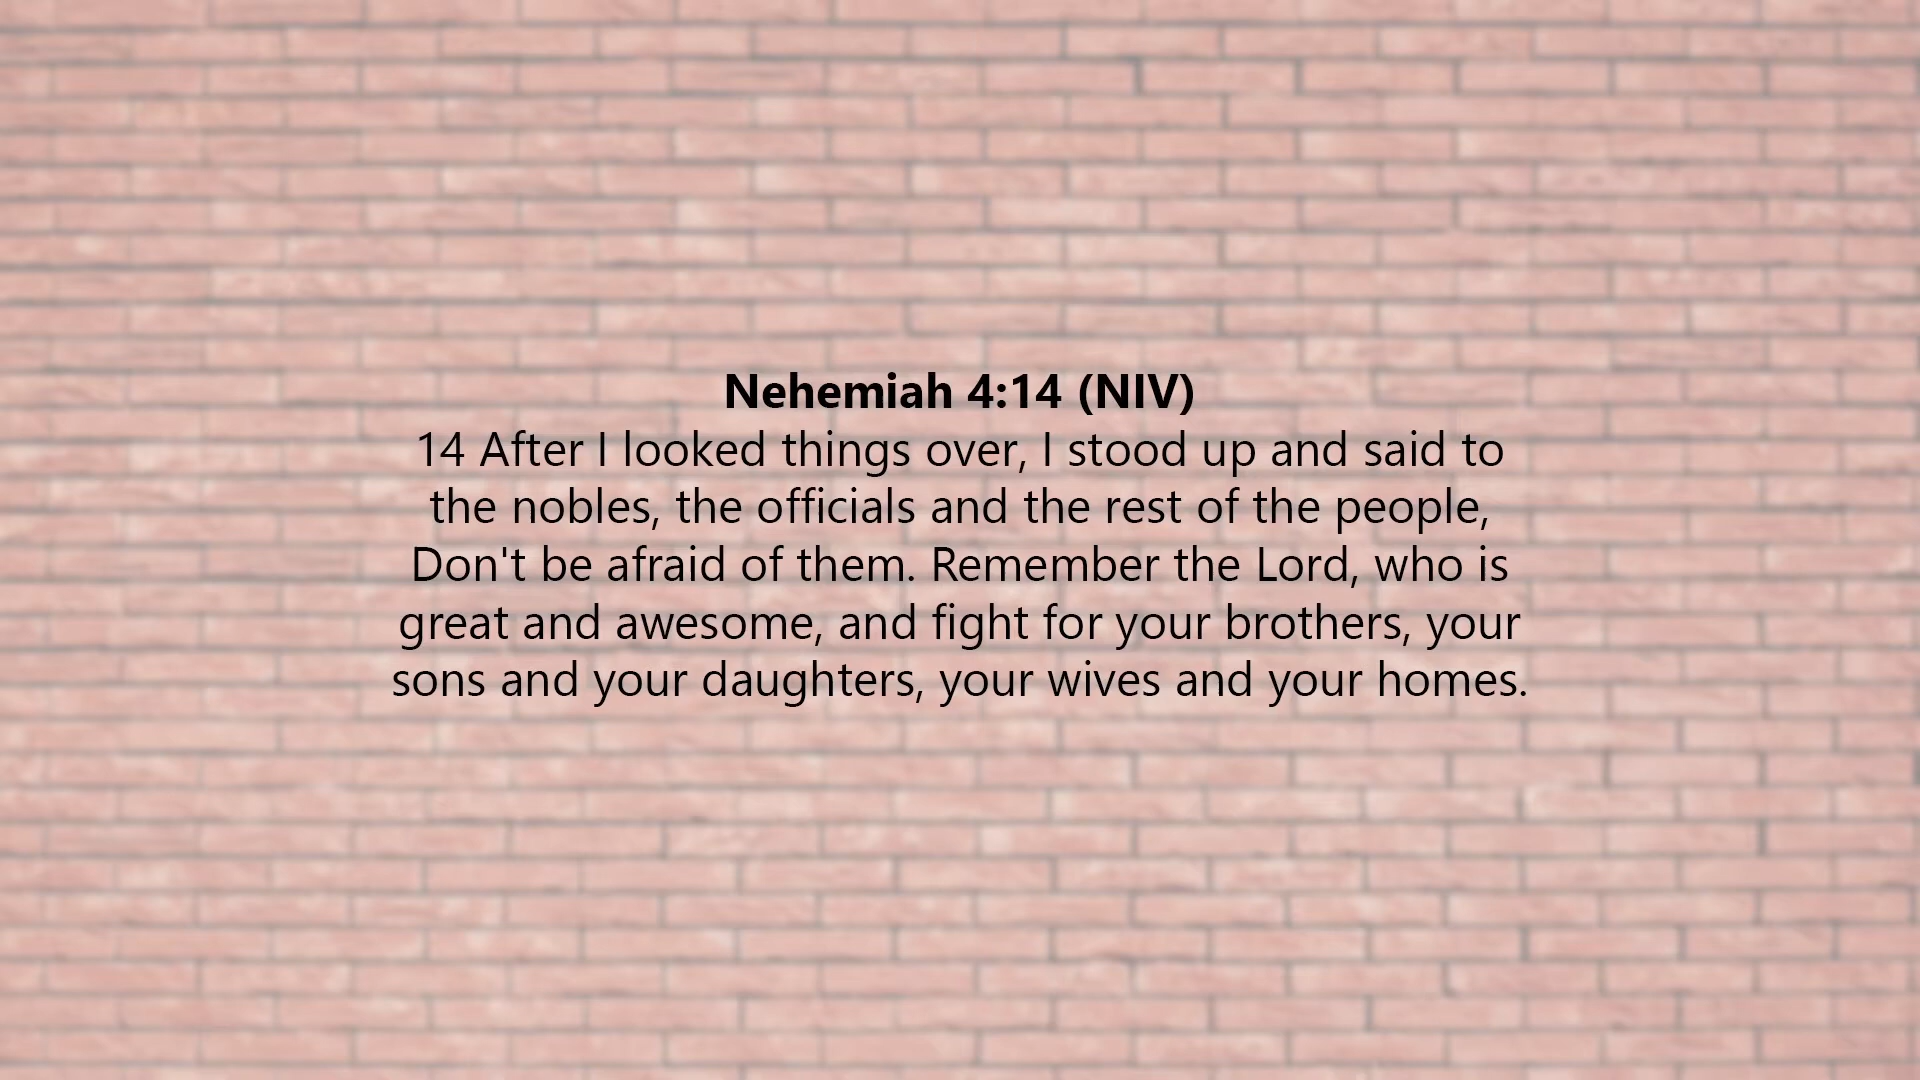 Nehemiah 4:14 (NIV)
14 After I looked things over, I stood up and said to
the nobles, the officials and the rest of the people,
Don't be afraid of them. Remember the Lord, who is
great and awesome, and fight for your brothers, your
sons and your daughters, your wives and your homes.